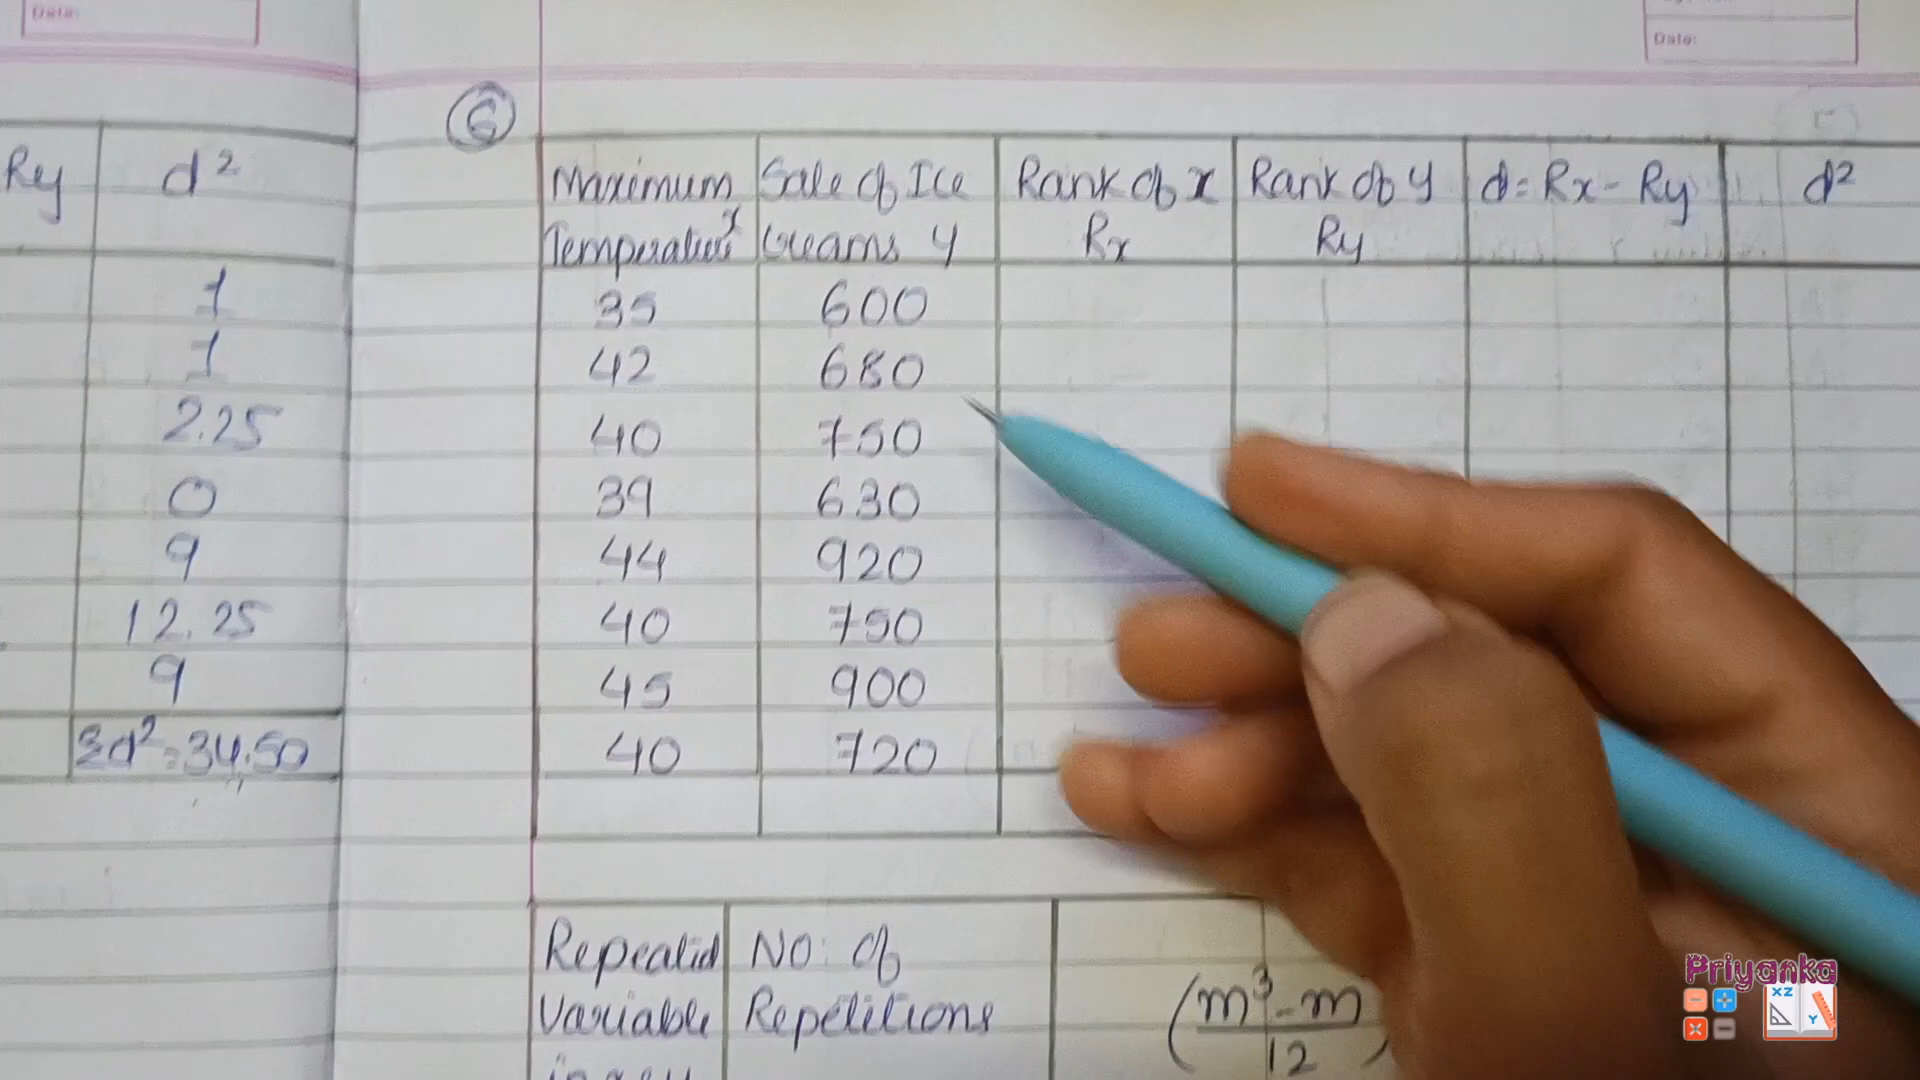 Date:
Date:
6
Ry d²
1
1
2.25
0
9
12.25
9
Σd² = 34.50
Maximum Sale of Ice Rank of x Rank of y d = Rx - Ry d²
Temperature x Creams y Rx Ry
35 600
42 680
40 750
39 630
44 920
40 750
45 900
40 720
Repeated No: of
Variable Repetitions (m³ - m
12)
in x & y
Priyanka
XZ
Y